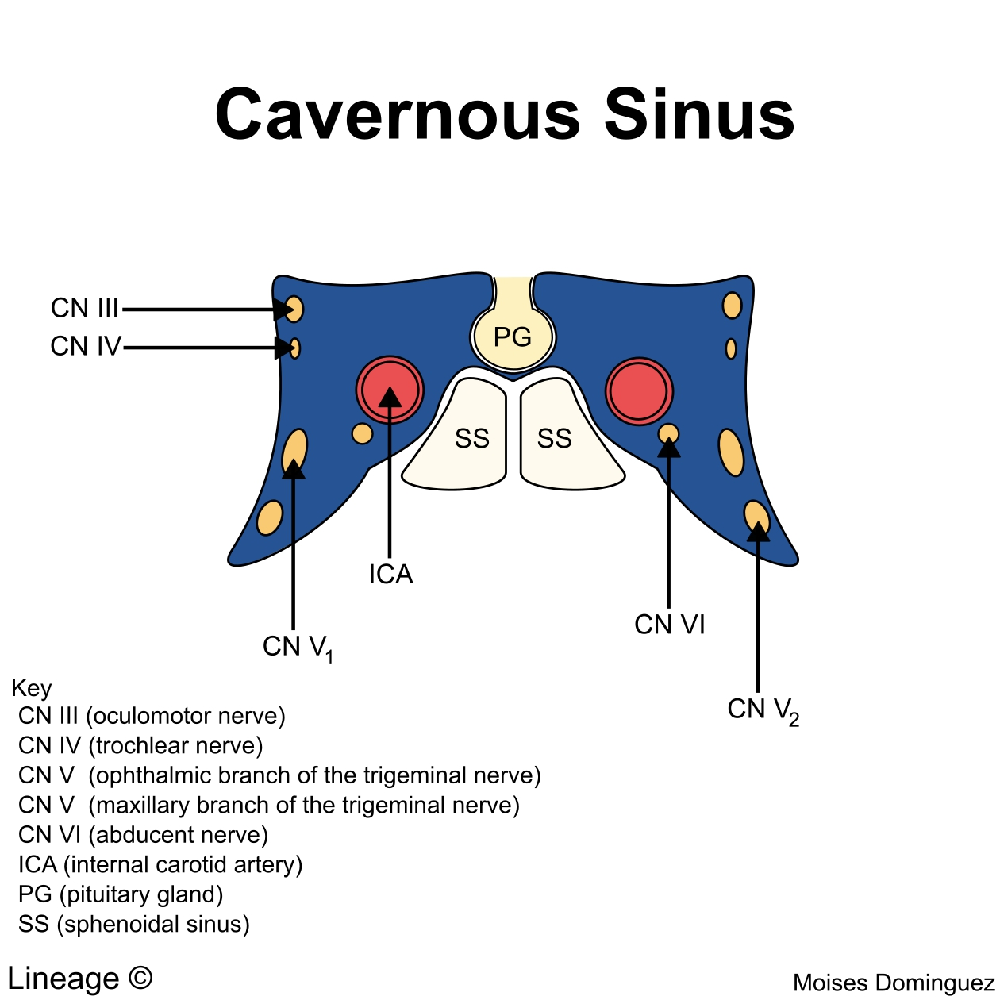 Cavernous Sinus
CN III
CN IV
PG
SS
SS
ICA
CN VI
CN V1
CN V2
Key
CN III (oculomotor nerve)
CN IV (trochlear nerve)
CN V (ophthalmic branch of the trigeminal nerve)
CN V (maxillary branch of the trigeminal nerve)
CN VI (abducent nerve)
ICA (internal carotid artery)
PG (pituitary gland)
SS (sphenoidal sinus)
Lineage ©
Moises Dominguez